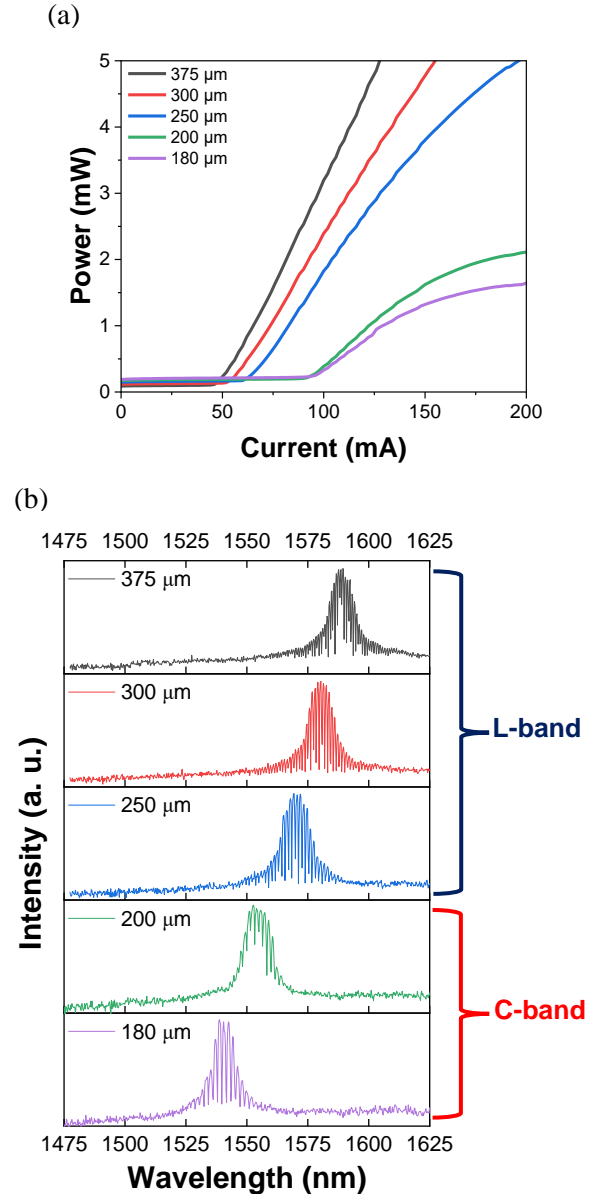 (a)
5
4
3
2
1
0
Power (mW)
375 µm
300 µm
250 µm
200 µm
180 µm
0 50 100 150 200
Current (mA)
(b)
1475 1500 1525 1550 1575 1600 1625
375 µm
300 µm
250 µm
200 µm
180 µm
L-band
C-band
Intensity (a. u.)
1475 1500 1525 1550 1575 1600 1625
Wavelength (nm)